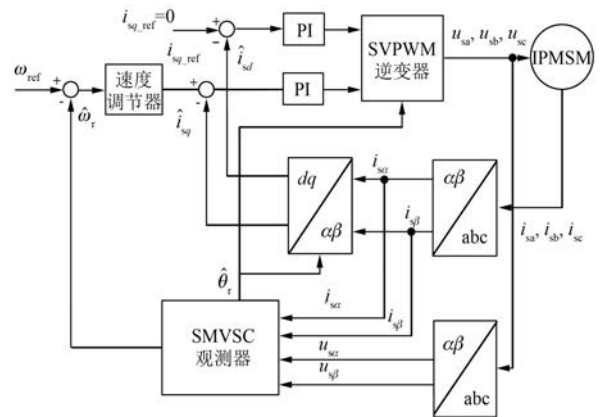 i_sq_ref=0
PI
i_sq_ref
î_sd
SVPWM
逆变器
u_sa, u_sb, u_sc
IPMSM
ω_ref
+
-
ω̂_r
速度
调节器
+
-
î_sq
PI
+
-
dq
αβ
i_sα
i_sβ
αβ
abc
i_sa, i_sb, i_sc
θ̂_r
i_sα
i_sβ
SMVSC
观测器
u_sα
u_sβ
αβ
abc